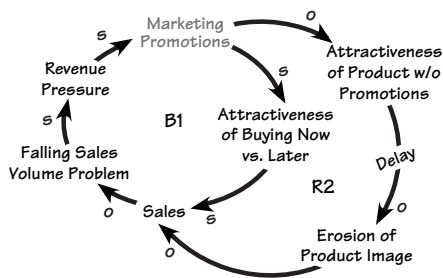 Marketing
Promotions
O
S
S
Attractiveness
of Product w/o
Promotions
Revenue
Pressure
B1
Attractiveness
of Buying Now
vs. Later
S
Falling Sales
Volume Problem
Delay
R2
O
Sales
S
O
Erosion of
Product Image
O